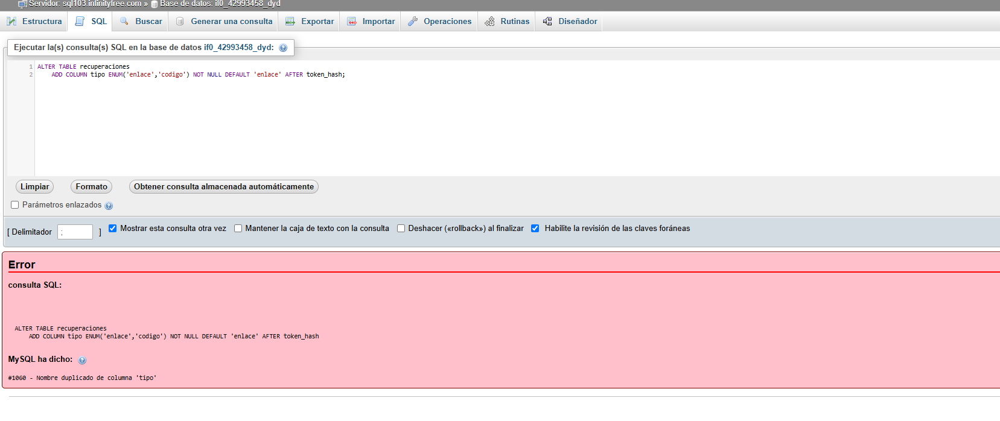 Servidor: sql103.infinityfree.com » Base de datos: if0_42993458_dyd
Estructura SQL Buscar Generar una consulta Exportar Importar Operaciones Rutinas Diseñador
Ejecutar la(s) consulta(s) SQL en la base de datos if0_42993458_dyd:
1 ALTER TABLE recuperaciones
2 ADD COLUMN tipo ENUM('enlace','codigo') NOT NULL DEFAULT 'enlace' AFTER token_hash;
Limpiar Formato Obtener consulta almacenada automáticamente
Parámetros enlazados
[ Delimitador ; ] Mostrar esta consulta otra vez Mantener la caja de texto con la consulta Deshacer («rollback») al finalizar Habilite la revisión de las claves foráneas
Error
consulta SQL:
ALTER TABLE recuperaciones
ADD COLUMN tipo ENUM('enlace','codigo') NOT NULL DEFAULT 'enlace' AFTER token_hash
MySQL ha dicho:
#1060 - Nombre duplicado de columna 'tipo'